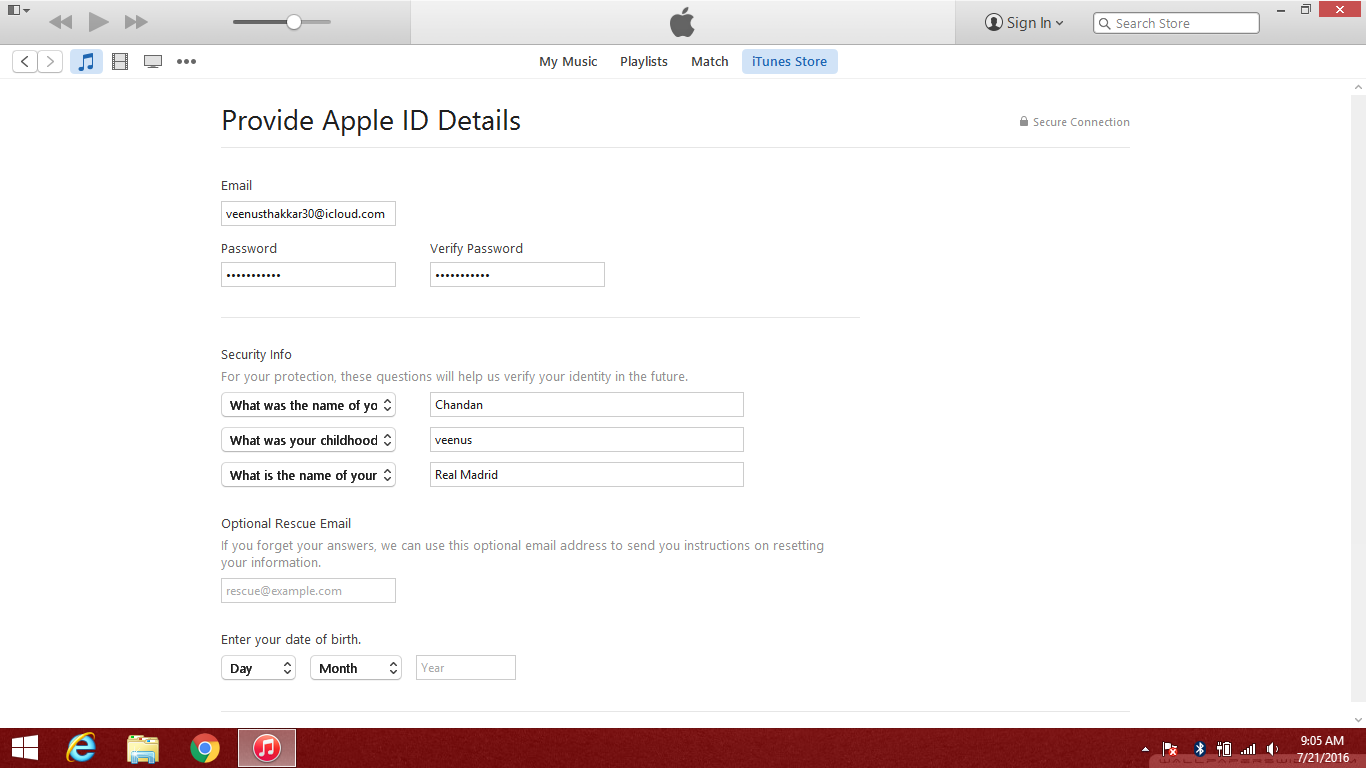 Sign In
Search Store
My Music Playlists Match iTunes Store
Provide Apple ID Details
Secure Connection
Email
veenusthakkar30@icloud.com
Password Verify Password
••••••••••• •••••••••••
Security Info
For your protection, these questions will help us verify your identity in the future.
What was the name of yo Chandan
What was your childhood veenus
What is the name of your Real Madrid
Optional Rescue Email
If you forget your answers, we can use this optional email address to send you instructions on resetting
your information.
rescue@example.com
Enter your date of birth.
Day Month Year
9:05 AM
7/21/2016